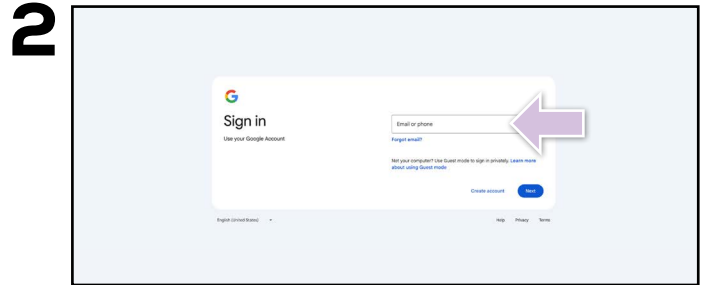 2
Sign in
Use your Google Account
Email or phone
Forgot email?
Not your computer? Use Guest mode to sign in privately. Learn more
about using Guest mode
Create account
Next
English (United States)
Help
Privacy
Terms